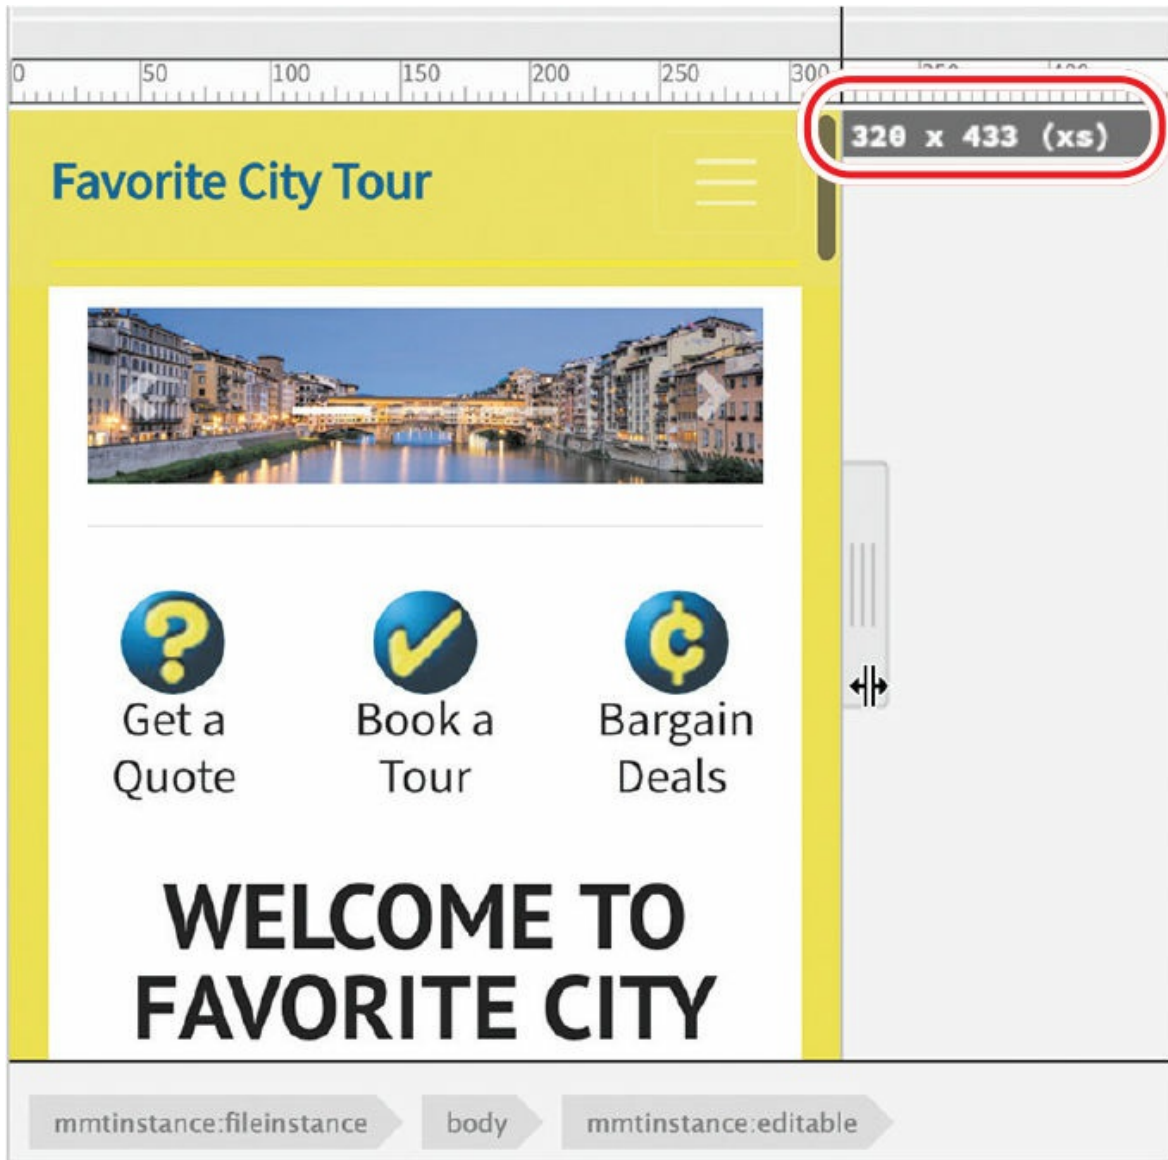 0 50 100 150 200 250 300
320 x 433 (xs)
Favorite City Tour
Get a
Quote
Book a
Tour
Bargain
Deals
WELCOME TO
FAVORITE CITY
mmtinstance:fileinstance body mmtinstance:editable